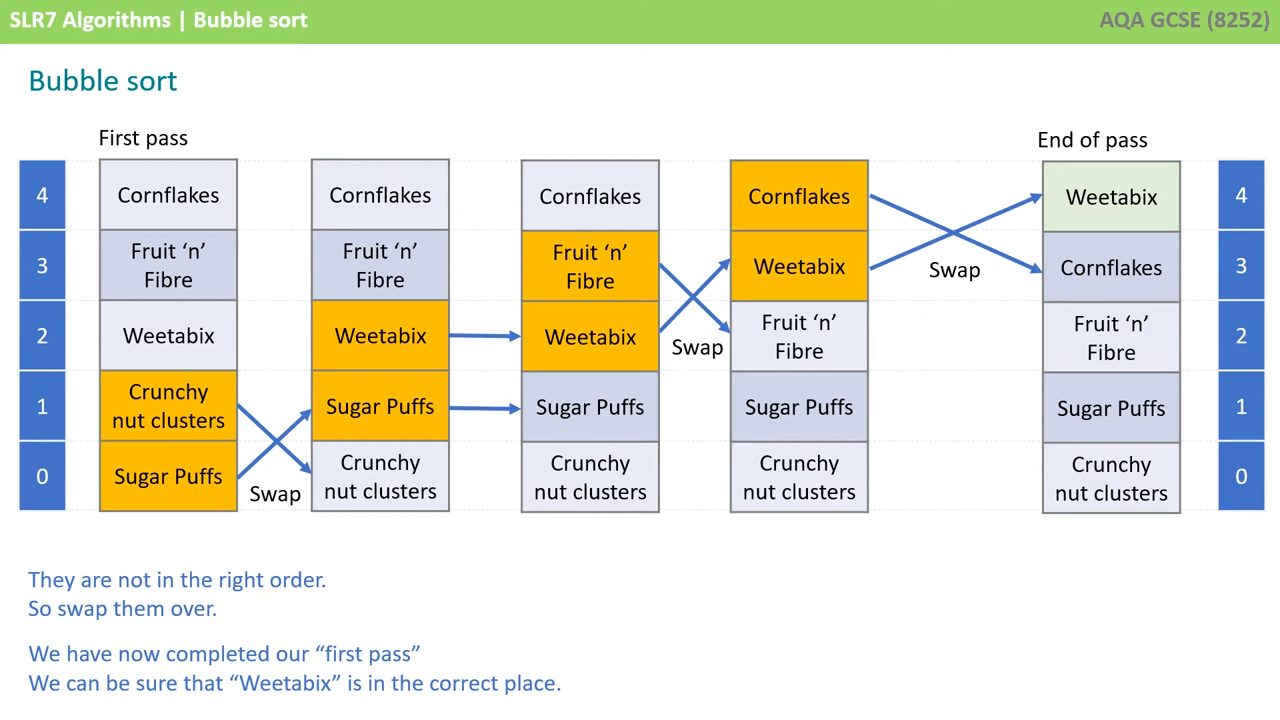 SLR7 Algorithms | Bubble sort
AQA GCSE (8252)
Bubble sort
First pass
End of pass
4
3
2
1
0
Cornflakes
Fruit ‘n’
Fibre
Weetabix
Crunchy
nut clusters
Sugar Puffs
Swap
Cornflakes
Fruit ‘n’
Fibre
Weetabix
Sugar Puffs
Crunchy
nut clusters
Cornflakes
Fruit ‘n’
Fibre
Weetabix
Sugar Puffs
Crunchy
nut clusters
Swap
Cornflakes
Weetabix
Fruit ‘n’
Fibre
Sugar Puffs
Crunchy
nut clusters
Swap
Weetabix
Cornflakes
Fruit ‘n’
Fibre
Sugar Puffs
Crunchy
nut clusters
4
3
2
1
0
They are not in the right order.
So swap them over.
We have now completed our “first pass”
We can be sure that “Weetabix” is in the correct place.